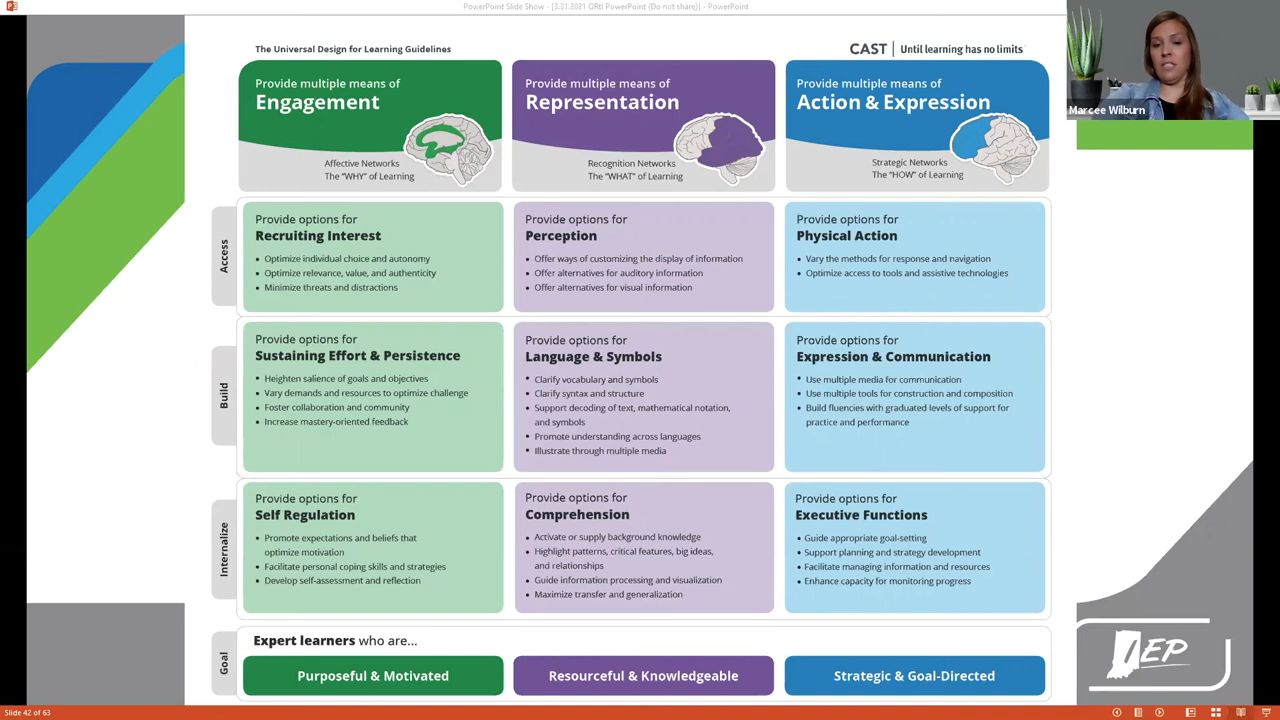 PowerPoint Slide Show - [3.31.2021 ORtI PowerPoint (Do not share)] - PowerPoint
Marcee Wilburn
The Universal Design for Learning Guidelines
CAST | Until learning has no limits
Provide multiple means of
Engagement
Affective Networks
The "WHY" of Learning
Provide multiple means of
Representation
Recognition Networks
The "WHAT" of Learning
Provide multiple means of
Action & Expression
Strategic Networks
The "HOW" of Learning
Access
Provide options for
Recruiting Interest
• Optimize individual choice and autonomy
• Optimize relevance, value, and authenticity
• Minimize threats and distractions
Provide options for
Perception
• Offer ways of customizing the display of information
• Offer alternatives for auditory information
• Offer alternatives for visual information
Provide options for
Physical Action
• Vary the methods for response and navigation
• Optimize access to tools and assistive technologies
Build
Provide options for
Sustaining Effort & Persistence
• Heighten salience of goals and objectives
• Vary demands and resources to optimize challenge
• Foster collaboration and community
• Increase mastery-oriented feedback
Provide options for
Language & Symbols
• Clarify vocabulary and symbols
• Clarify syntax and structure
• Support decoding of text, mathematical notation,
and symbols
• Promote understanding across languages
• Illustrate through multiple media
Provide options for
Expression & Communication
• Use multiple media for communication
• Use multiple tools for construction and composition
• Build fluencies with graduated levels of support for
practice and performance
Internalize
Provide options for
Self Regulation
• Promote expectations and beliefs that
optimize motivation
• Facilitate personal coping skills and strategies
• Develop self-assessment and reflection
Provide options for
Comprehension
• Activate or supply background knowledge
• Highlight patterns, critical features, big ideas,
and relationships
• Guide information processing and visualization
• Maximize transfer and generalization
Provide options for
Executive Functions
• Guide appropriate goal-setting
• Support planning and strategy development
• Facilitate managing information and resources
• Enhance capacity for monitoring progress
Goal
Expert learners who are...
Purposeful & Motivated
Resourceful & Knowledgeable
Strategic & Goal-Directed
IEP
Slide 42 of 63